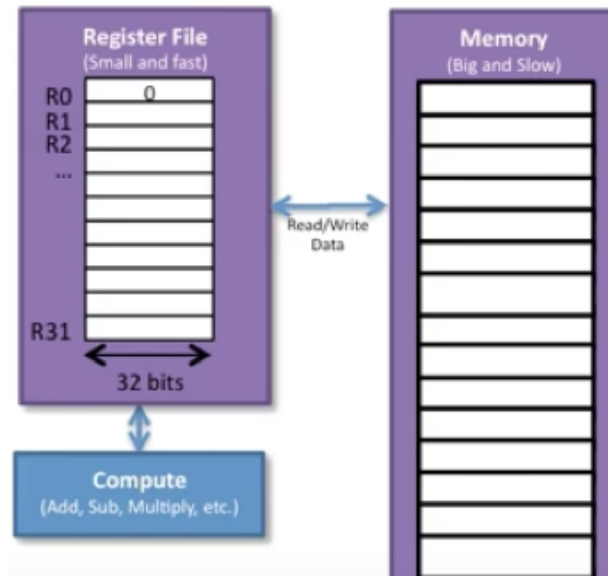 Register File
(Small and fast)
R0
0
R1
R2
...
R31
32 bits
Read/Write
Data
Memory
(Big and Slow)
Compute
(Add, Sub, Multiply, etc.)